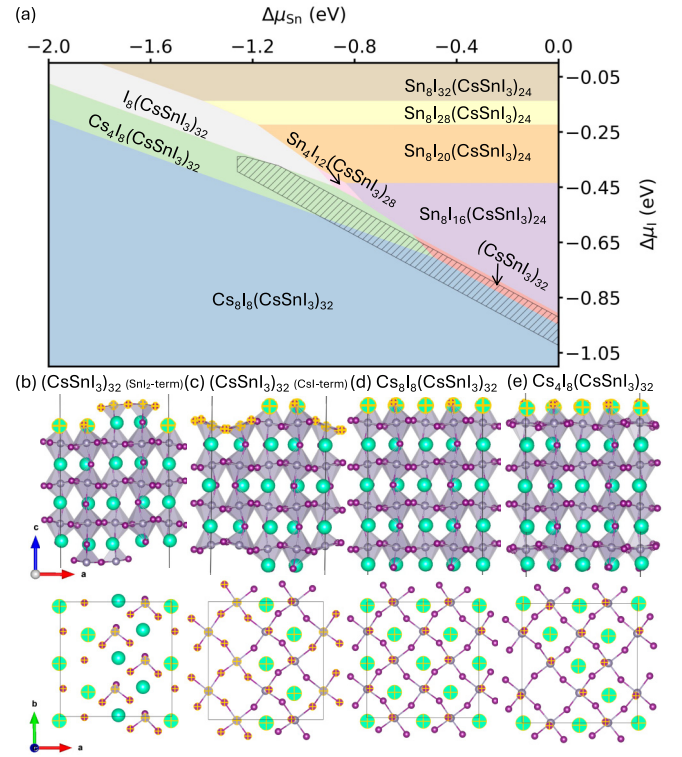 (a)
Δμ_Sn (eV)
−2.0 −1.6 −1.2 −0.8 −0.4 0.0
−0.05
−0.25
−0.45
−0.65
−0.85
−1.05
Δμ_I (eV)
Sn₈I₃₂(CsSnI₃)₂₄
Sn₈I₂₈(CsSnI₃)₂₄
Sn₈I₂₀(CsSnI₃)₂₄
I₈(CsSnI₃)₃₂
Cs₄I₈(CsSnI₃)₃₂
Sn₄I₁₂(CsSnI₃)₂₈
Sn₈I₁₆(CsSnI₃)₂₄
(CsSnI₃)₃₂
Cs₈I₈(CsSnI₃)₃₂
(b) (CsSnI₃)₃₂ (SnI₂-term) (c) (CsSnI₃)₃₂ (CsI-term) (d) Cs₈I₈(CsSnI₃)₃₂ (e) Cs₄I₈(CsSnI₃)₃₂
c
a
b
a